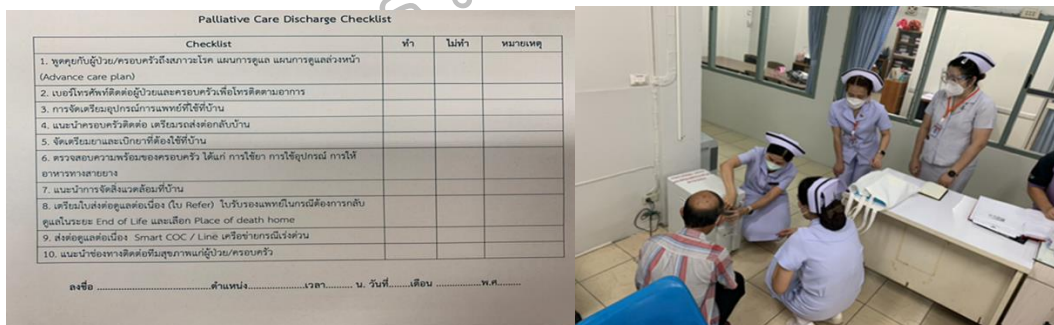 Palliative Care Discharge Checklist
Checklist ทำ ไม่ทำ หมายเหตุ
1. พูดคุยกับผู้ป่วย/ครอบครัวถึงสภาวะโรค แผนการดูแล แผนการดูแลล่วงหน้า
(Advance care plan)
2. เบอร์โทรศัพท์ติดต่อผู้ป่วยและครอบครัวเพื่อโทรติดตามอาการ
3. การจัดเตรียมอุปกรณ์การแพทย์ที่ใช้ที่บ้าน
4. แนะนำครอบครัวติดต่อ เตรียมรถส่งต่อกลับบ้าน
5. จัดเตรียมยาและเบิกยาที่ต้องใช้ที่บ้าน
6. ตรวจสอบความพร้อมของครอบครัว ได้แก่ การใช้ยา การใช้อุปกรณ์ การให้
อาหารทางสายยาง
7. แนะนำการจัดสิ่งแวดล้อมที่บ้าน
8. เตรียมใบส่งต่อดูแลต่อเนื่อง (ใบ Refer) ใบรับรองแพทย์ในกรณีต้องการกลับ
ดูแลในระยะ End of Life และเลือก Place of death home
9. ส่งต่อดูแลต่อเนื่อง Smart COC / Line เครือข่ายกรณีเร่งด่วน
10. แนะนำช่องทางติดต่อทีมสุขภาพแก่ผู้ป่วย/ครอบครัว
ลงชื่อ ................................ตำแหน่ง................เวลา......... น. วันที่.......เดือน ...............พ.ศ........